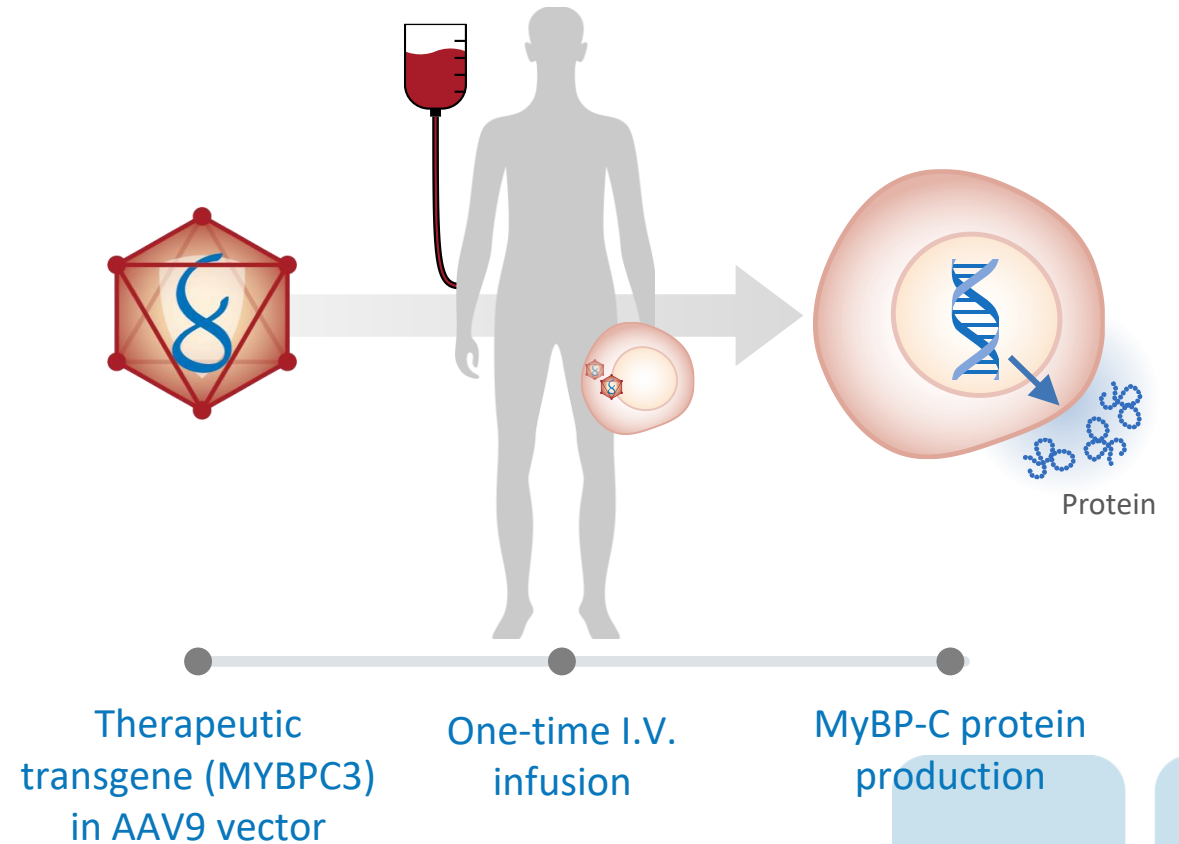 Protein
Therapeutic
transgene (MYBPC3)
in AAV9 vector
One-time I.V.
infusion
MyBP-C protein
production